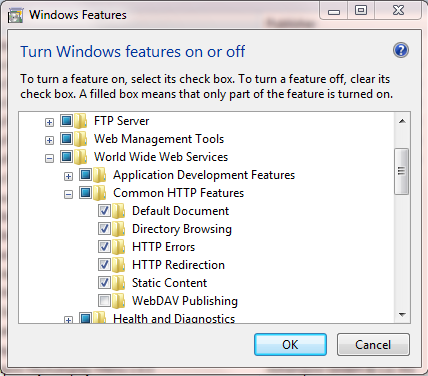 Windows Features
Turn Windows features on or off
To turn a feature on, select its check box. To turn a feature off, clear its
check box. A filled box means that only part of the feature is turned on.
FTP Server
Web Management Tools
World Wide Web Services
Application Development Features
Common HTTP Features
Default Document
Directory Browsing
HTTP Errors
HTTP Redirection
Static Content
WebDAV Publishing
Health and Diagnostics
OK
Cancel